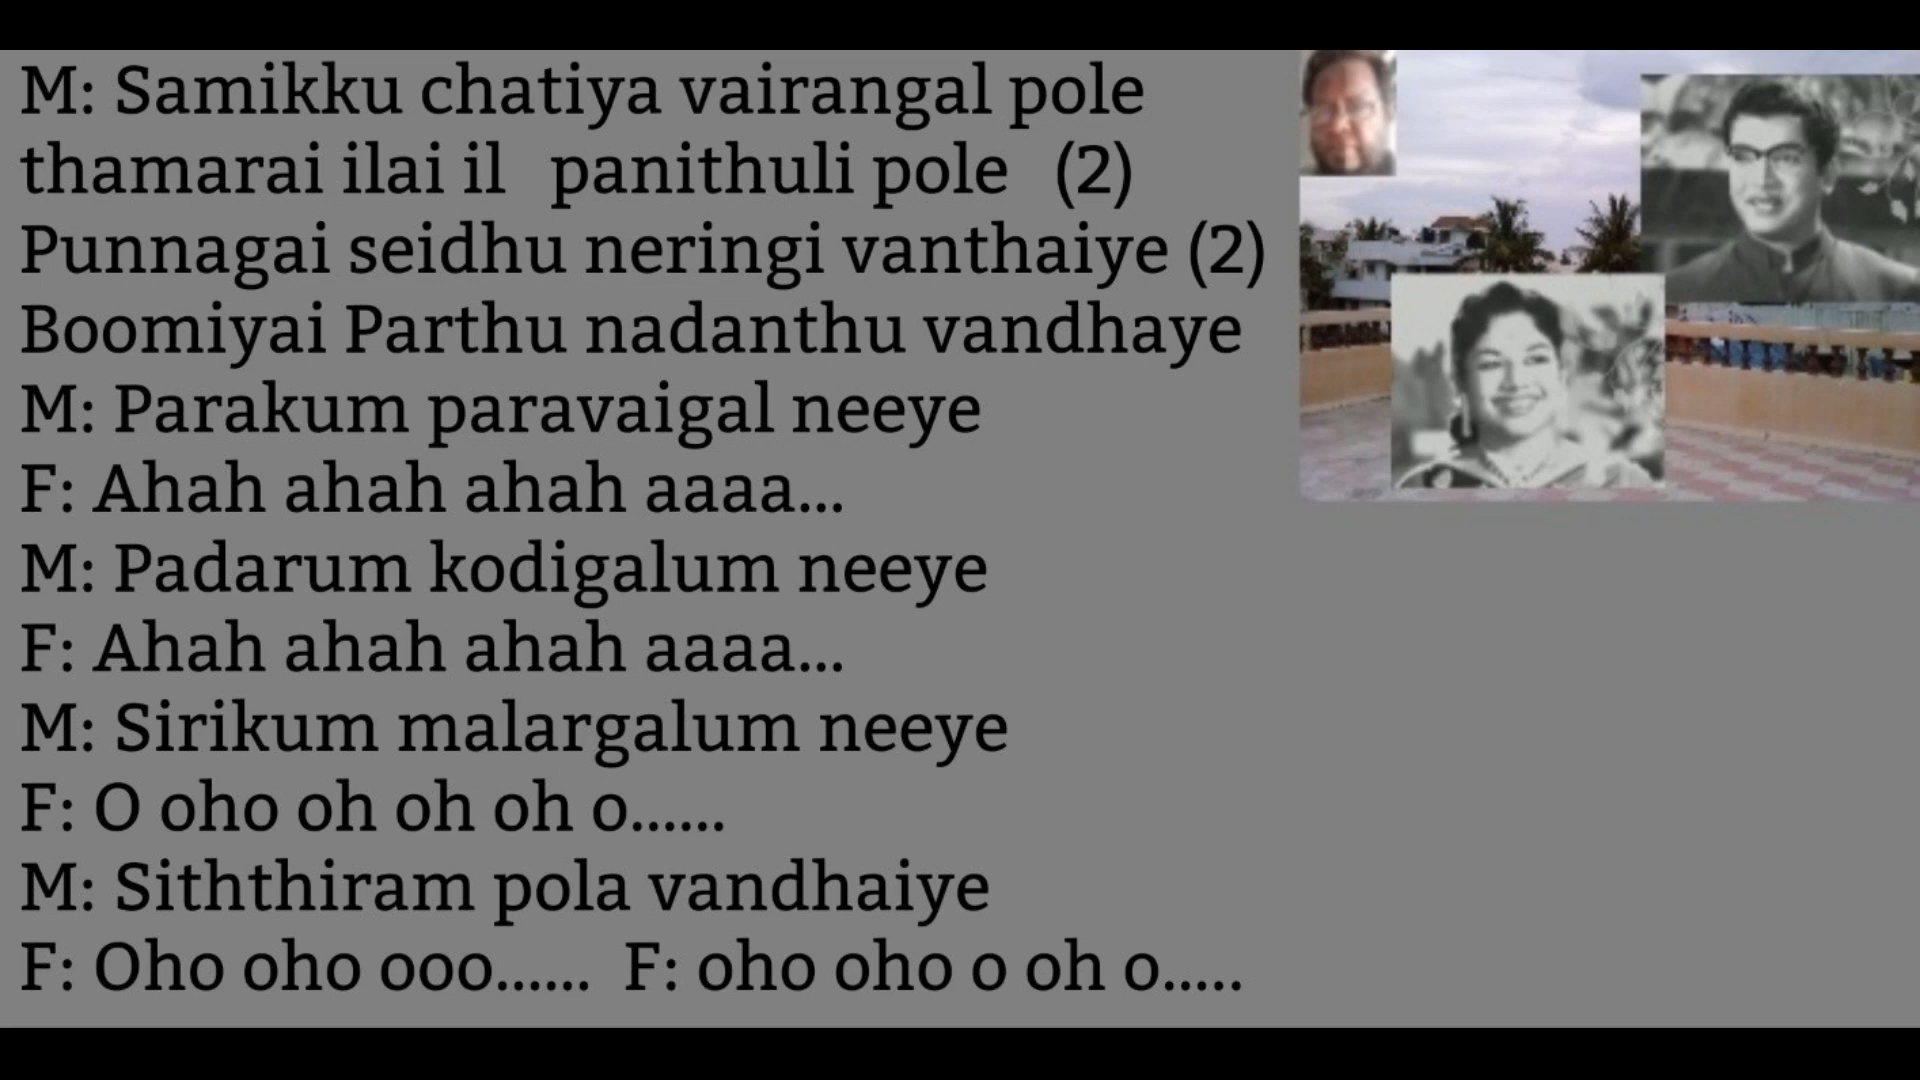 M: Samikku chatiya vairangal pole
thamarai ilai il panithuli pole (2)
Punnagai seidhu neringi vanthaiye (2)
Boomiyai Parthu nadanthu vandhaye
M: Parakum paravaigal neeye
F: Ahah ahah ahah aaaa...
M: Padarum kodigalum neeye
F: Ahah ahah ahah aaaa...
M: Sirikum malargalum neeye
F: O oho oh oh oh o......
M: Siththiram pola vandhaiye
F: Oho oho ooo...... F: oho oho o oh o.....